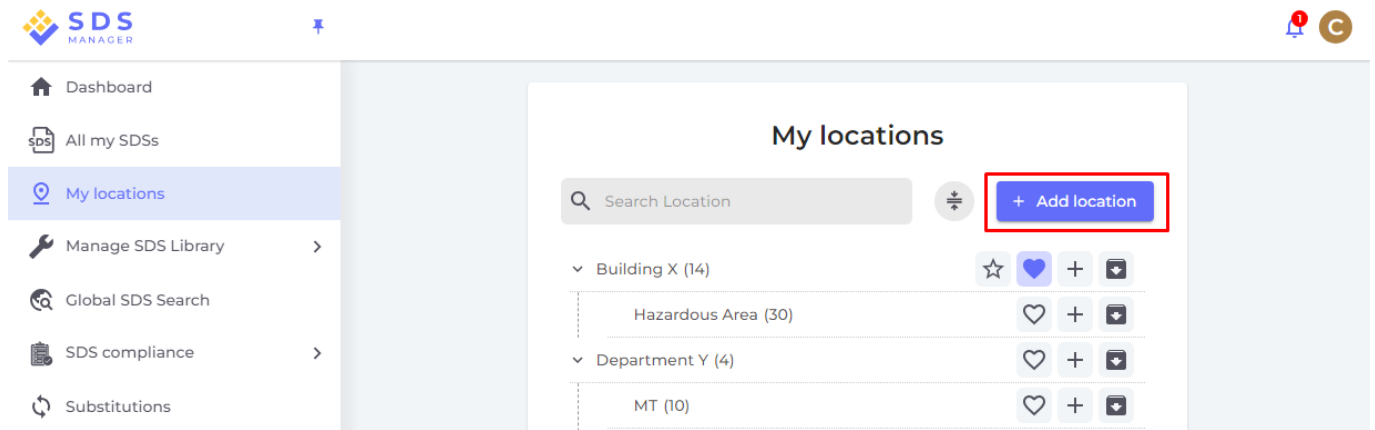 SDS
MANAGER
1
C
Dashboard
SDS
All my SDSs
My locations
Manage SDS Library
Global SDS Search
SDS compliance
Substitutions
My locations
Search Location
+ Add location
Building X (14)
Hazardous Area (30)
Department Y (4)
MT (10)